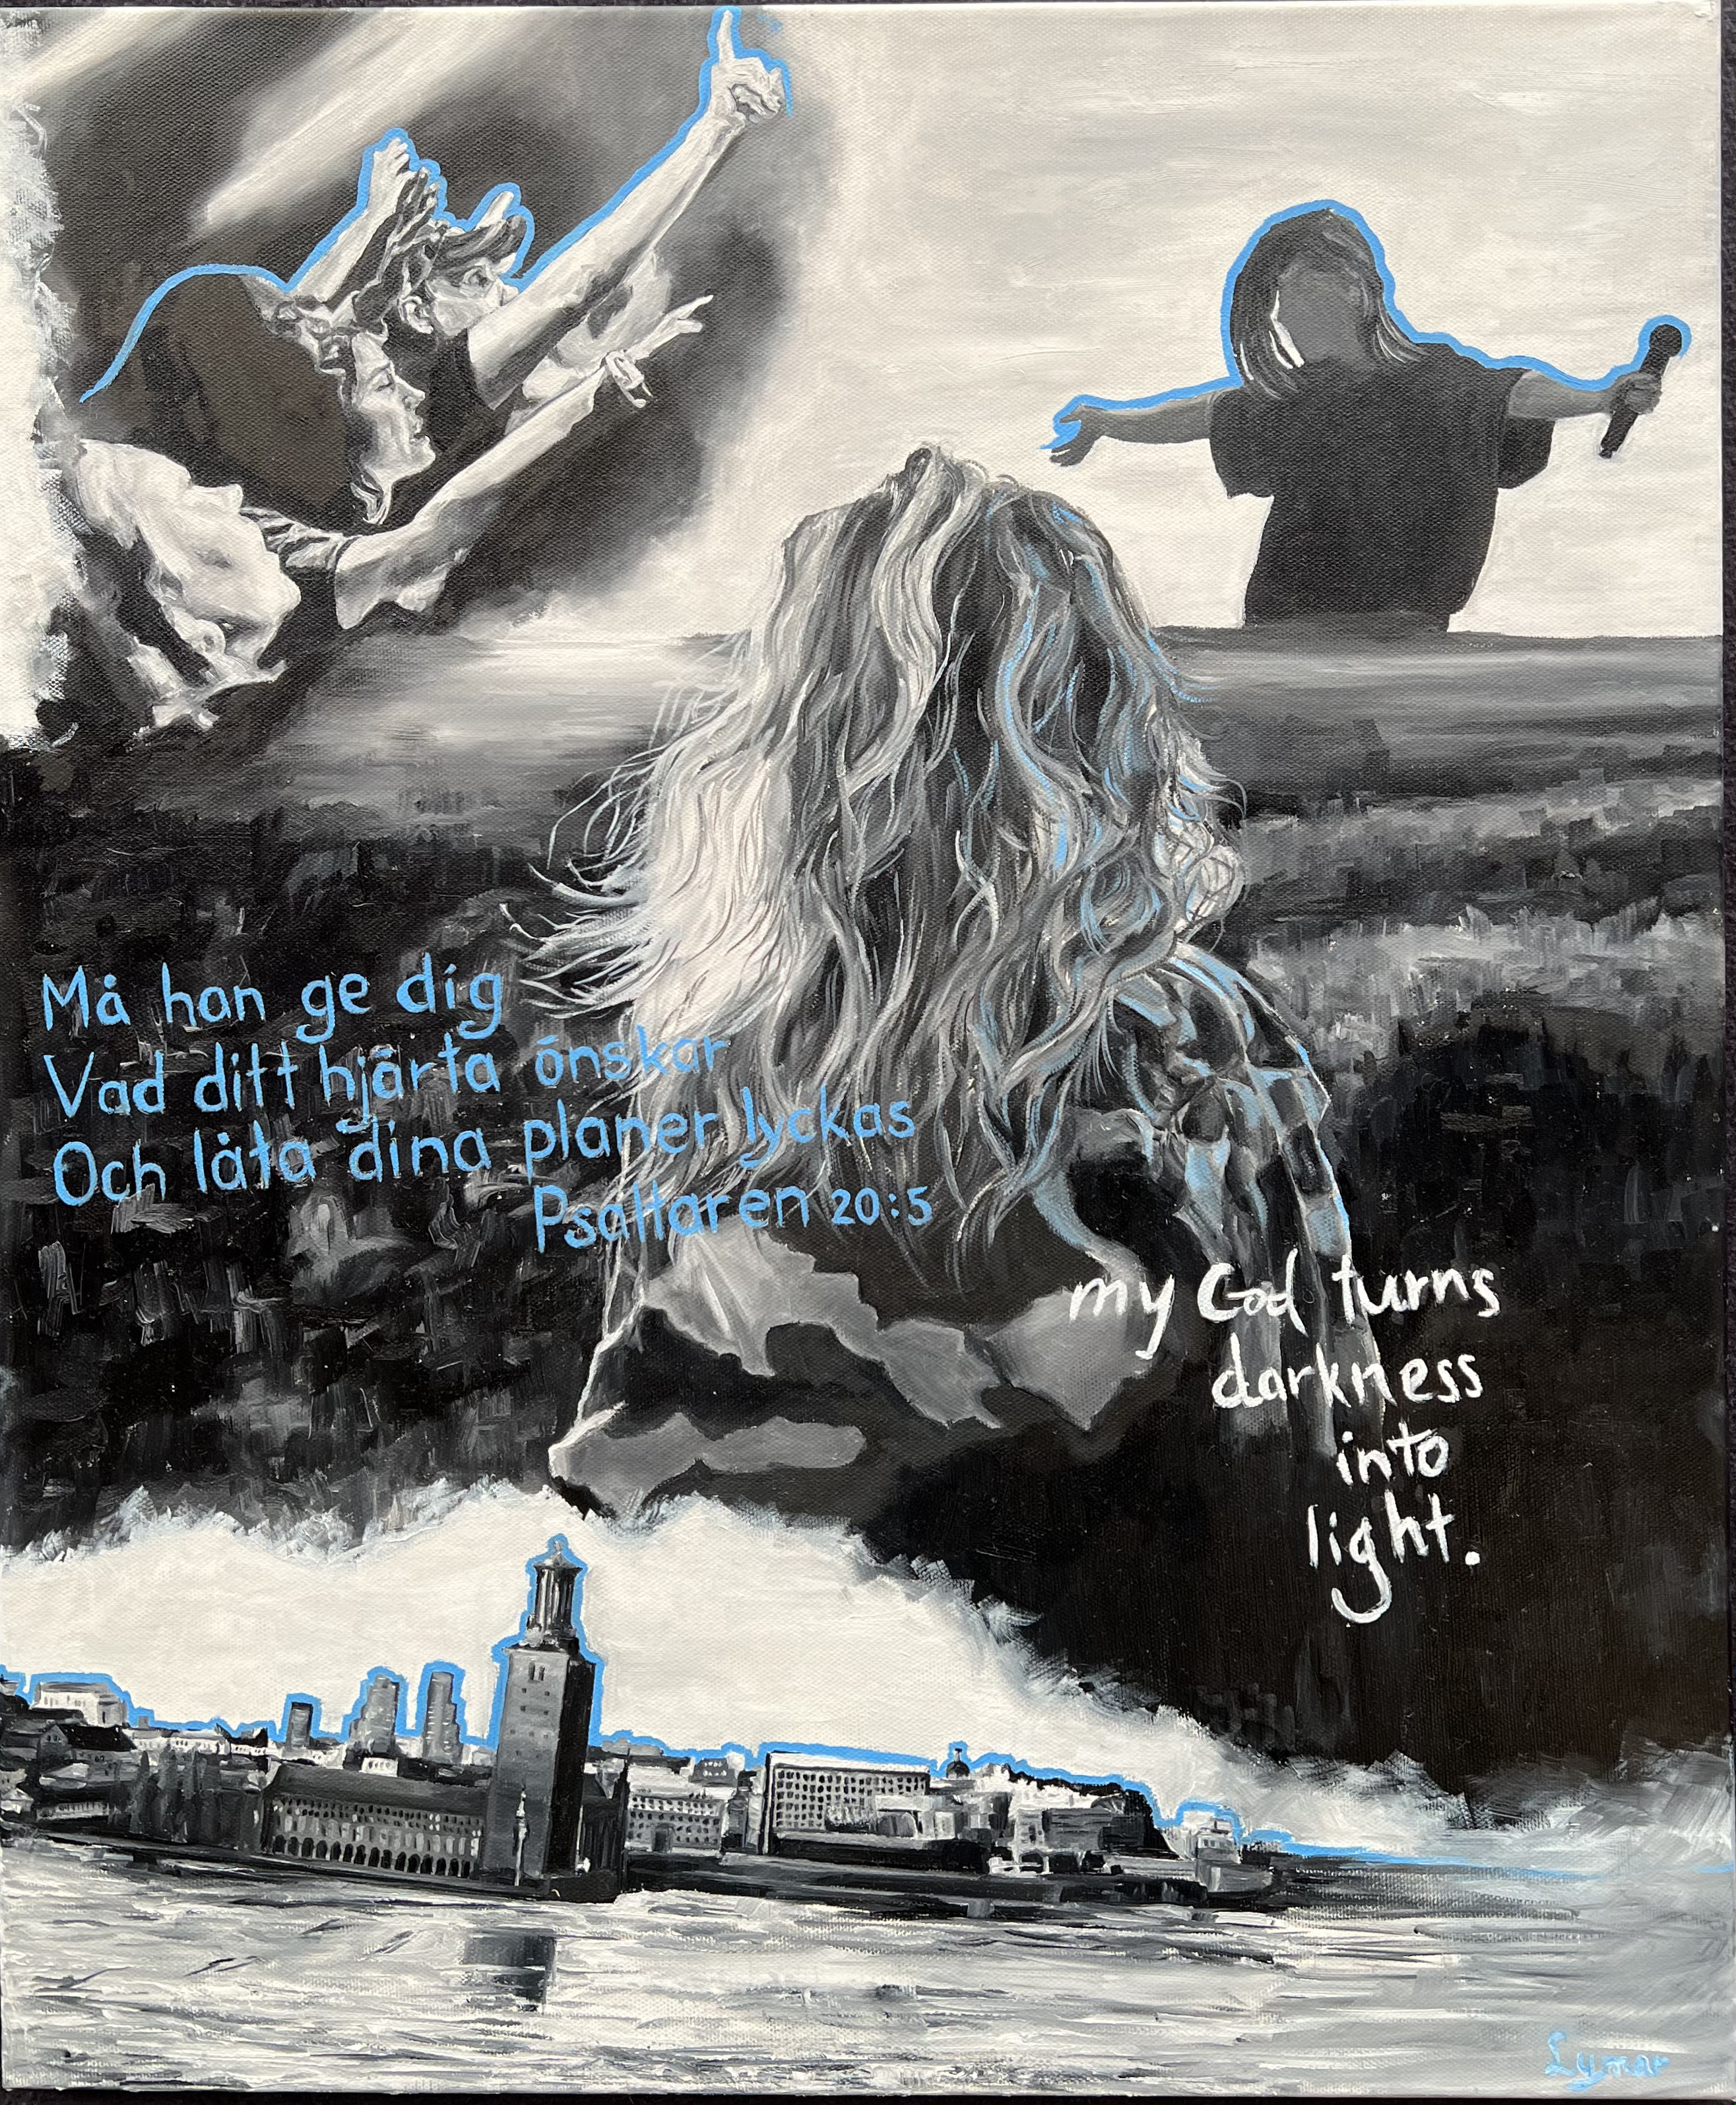 Må han ge dig
Vad ditt hjärta önskar
Och låta dina planer lyckas
Psaltaren 20:5
my God turns
darkness
into
light.
Lymar